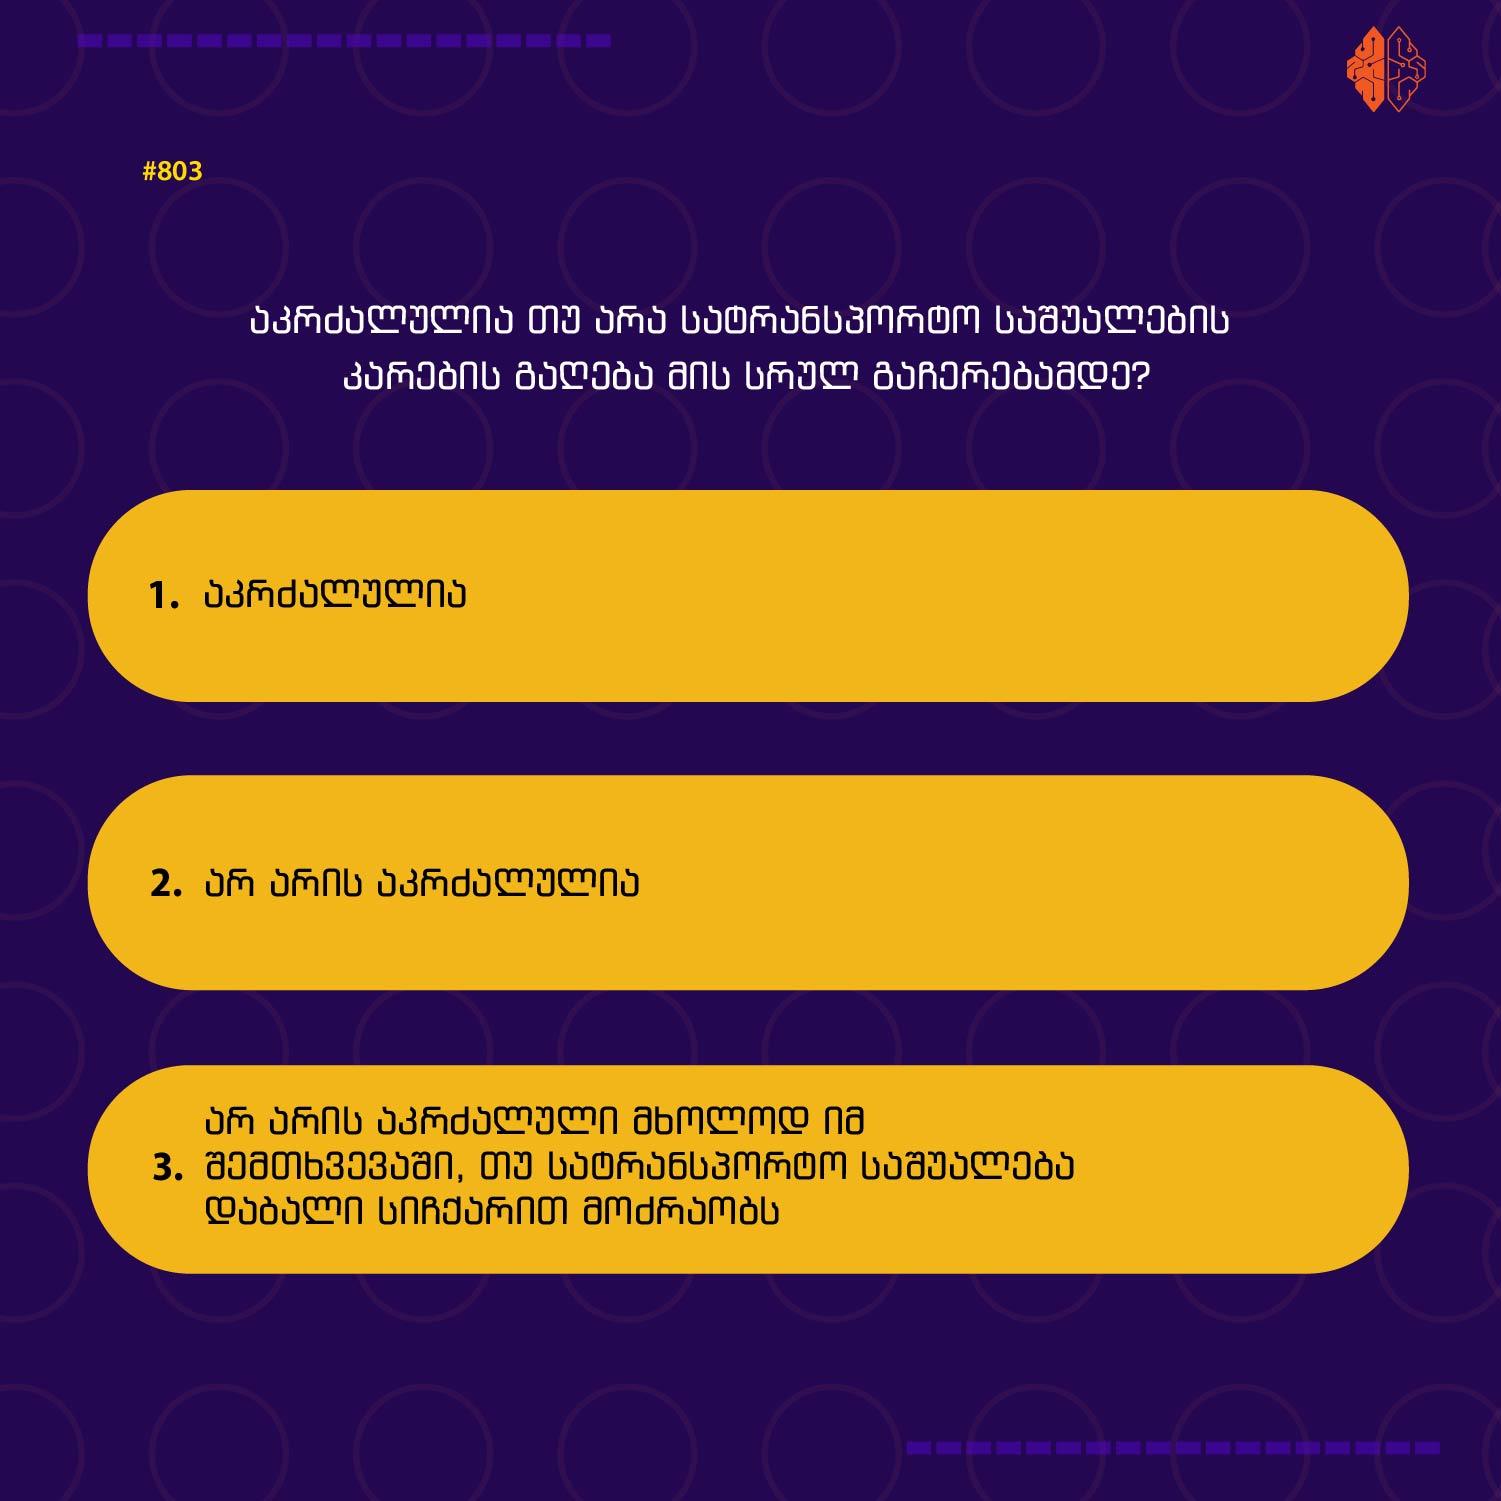 #803
აკრძალულია თუ არა სატრანსპორტო საშუალების
კარების გაღება მის სრულ გაჩერებამდე?
1. აკრძალულია
2. არ არის აკრძალულია
არ არის აკრძალული მხოლოდ იმ
3. შემთხვევაში, თუ სატრანსპორტო საშუალება
დაბალი სიჩქარით მოძრაობს